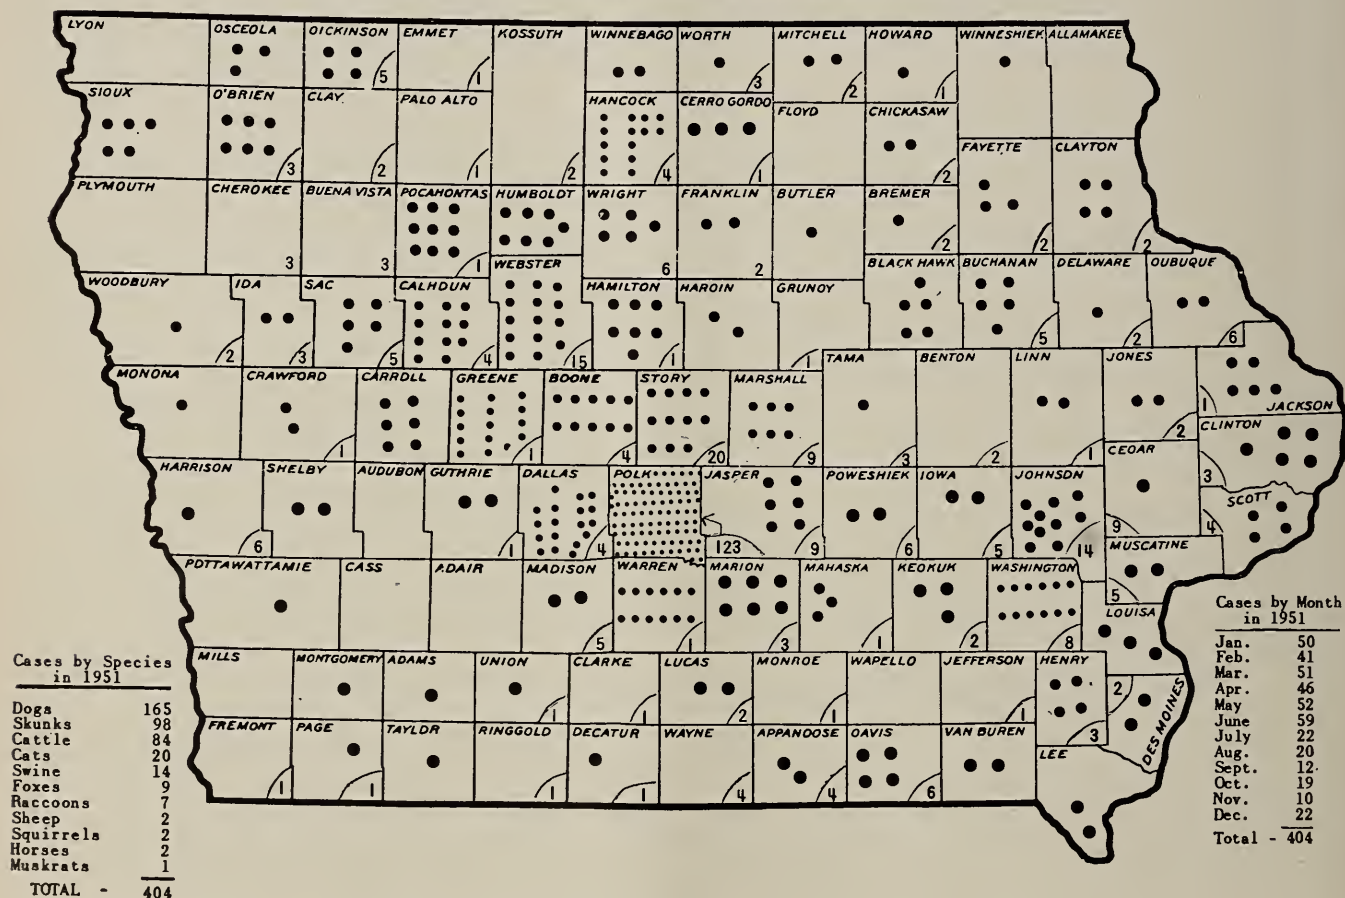 LYON OSCEOLA DICKINSON EMMET KOSSUTH WINNEBAGO WORTH MITCHELL HOWARD WINNESHIEK ALLAMAKEE
5 1 3 2 1
SIOUX O'BRIEN CLAY PALO ALTO HANCOCK CERRO GORDO FLOYD CHICKASAW
3 2 1 2 4 1 2
FAYETTE CLAYTON
2 2
PLYMOUTH CHEROKEE BUENA VISTA POCAHONTAS HUMBOLDT WRIGHT FRANKLIN BUTLER BREMER
3 3 1 6 2 2
WEBSTER BLACK HAWK BUCHANAN DELAWARE DUBUQUE
15 5 2 6
WOODBURY IDA SAC CALHOUN HAMILTON HARDIN GRUNDY
2 3 5 4 1 1
TAMA BENTON LINN JONES
3 2 1 2
JACKSON
1
MONONA CRAWFORD CARROLL GREENE BOONE STORY MARSHALL
1 1 4 20 9
CLINTON
3
CEDAR
9
HARRISON SHELBY AUDUBON GUTHRIE DALLAS POLK JASPER POWESHIEK IOWA JOHNSON
6 1 4 123 9 6 5 14
SCOTT
4
MUSCATINE
5
POTTAWATTAMIE CASS ADAIR MADISON WARREN MARION MAHASKA KEOKUK WASHINGTON
5 1 3 1 2 8
LOUISA
2
MILLS MONTGOMERY ADAMS UNION CLARKE LUCAS MONROE WAPELLO JEFFERSON HENRY
1 1 2 1 1 3
DES MOINES
FREMONT PAGE TAYLOR RINGGOLD DECATUR WAYNE APPANOOSE DAVIS VAN BUREN LEE
1 1 1 1 4 4 6
Cases by Species
in 1951
Dogs 165
Skunks 98
Cattle 84
Cats 20
Swine 14
Foxes 9
Raccoons 7
Sheep 2
Squirrels 2
Horses 2
Muskrats 1
TOTAL - 404
Cases by Month
in 1951
Jan. 50
Feb. 41
Mar. 51
Apr. 46
May 52
June 59
July 22
Aug. 20
Sept. 12
Oct. 19
Nov. 10
Dec. 22
Total - 404